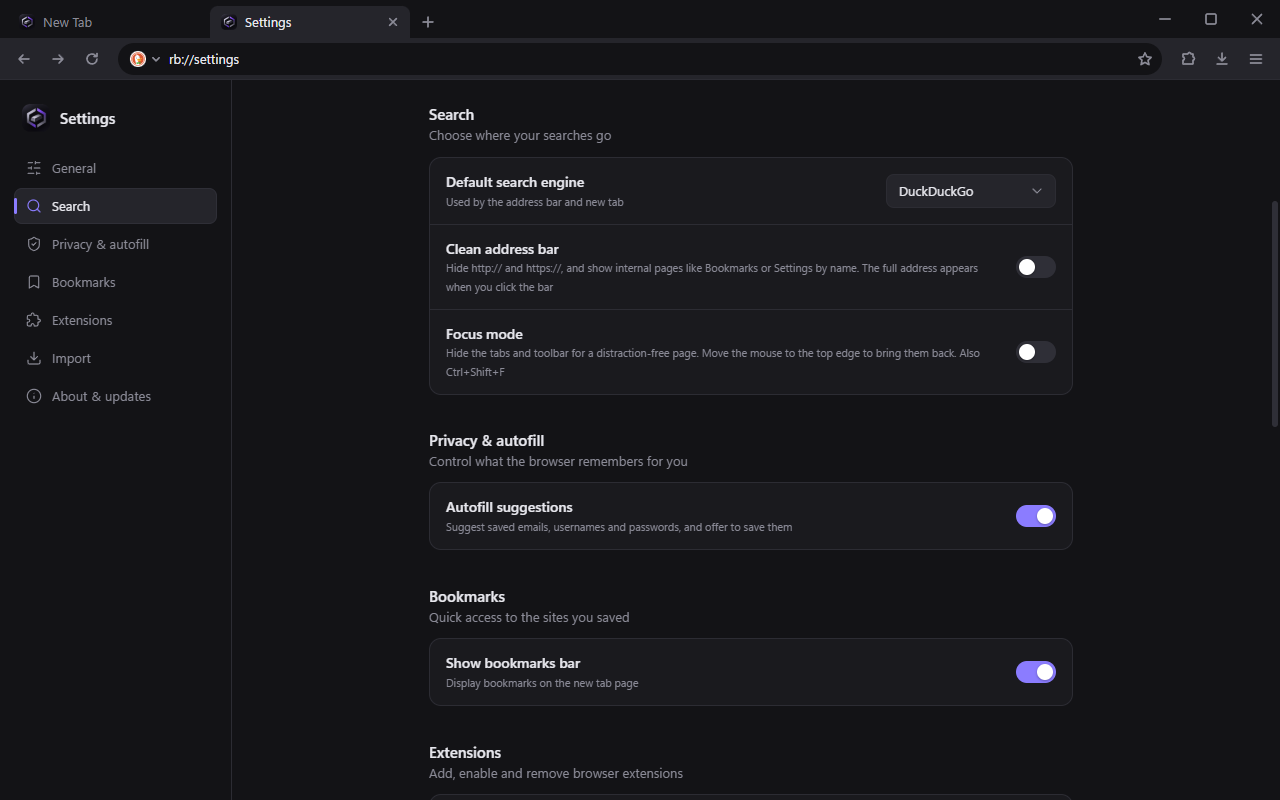 New Tab
Settings
rb://settings
Settings
General
Search
Privacy & autofill
Bookmarks
Extensions
Import
About & updates
Search
Choose where your searches go
Default search engine
Used by the address bar and new tab
DuckDuckGo
Clean address bar
Hide http:// and https://, and show internal pages like Bookmarks or Settings by name. The full address appears
when you click the bar
Focus mode
Hide the tabs and toolbar for a distraction-free page. Move the mouse to the top edge to bring them back. Also
Ctrl+Shift+F
Privacy & autofill
Control what the browser remembers for you
Autofill suggestions
Suggest saved emails, usernames and passwords, and offer to save them
Bookmarks
Quick access to the sites you saved
Show bookmarks bar
Display bookmarks on the new tab page
Extensions
Add, enable and remove browser extensions